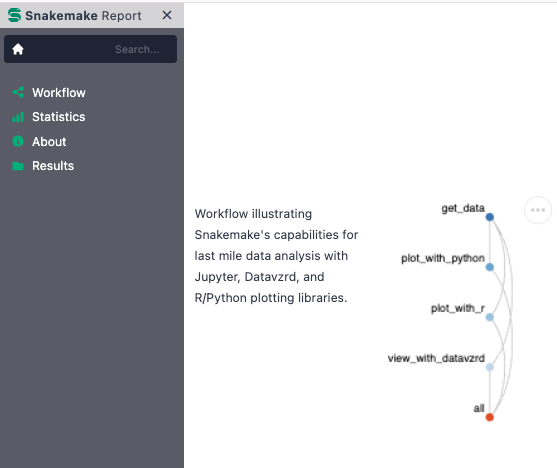 Snakemake Report
Search...
Workflow
Statistics
About
Results
Workflow illustrating
Snakemake's capabilities for
last mile data analysis with
Jupyter, Datavzrd, and
R/Python plotting libraries.
get_data
plot_with_python
plot_with_r
view_with_datavzrd
all